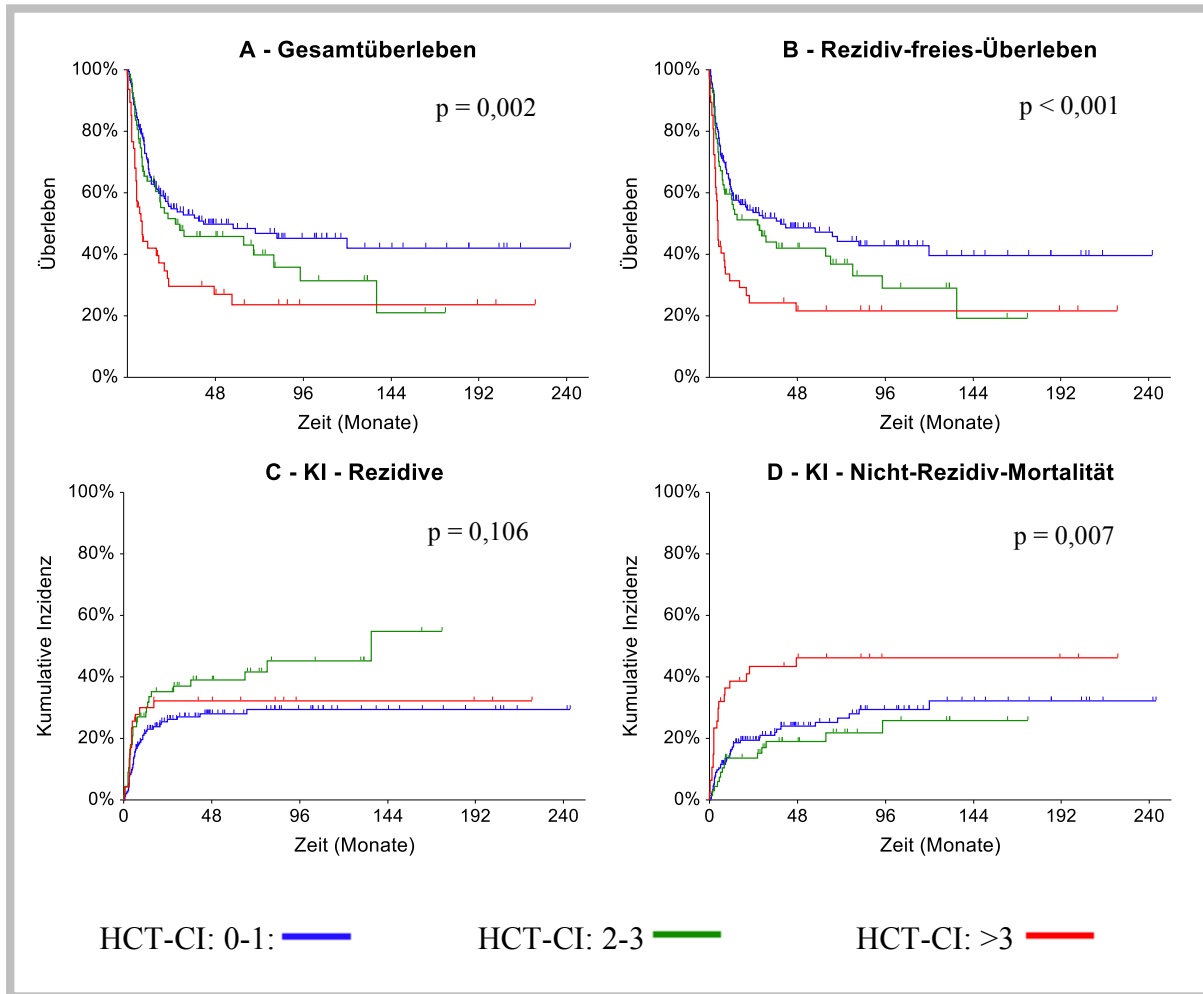 A - Gesamtüberleben
100%
80%
60%
40%
20%
0%
Überleben
p = 0,002
48 96 144 192 240
Zeit (Monate)
B - Rezidiv-freies-Überleben
100%
80%
60%
40%
20%
0%
Überleben
p < 0,001
48 96 144 192 240
Zeit (Monate)
C - KI - Rezidive
100%
80%
60%
40%
20%
0%
Kumulative Inzidenz
p = 0,106
0 48 96 144 192 240
Zeit (Monate)
D - KI - Nicht-Rezidiv-Mortalität
100%
80%
60%
40%
20%
0%
Kumulative Inzidenz
p = 0,007
0 48 96 144 192 240
Zeit (Monate)
HCT-CI: 0-1: HCT-CI: 2-3 HCT-CI: >3